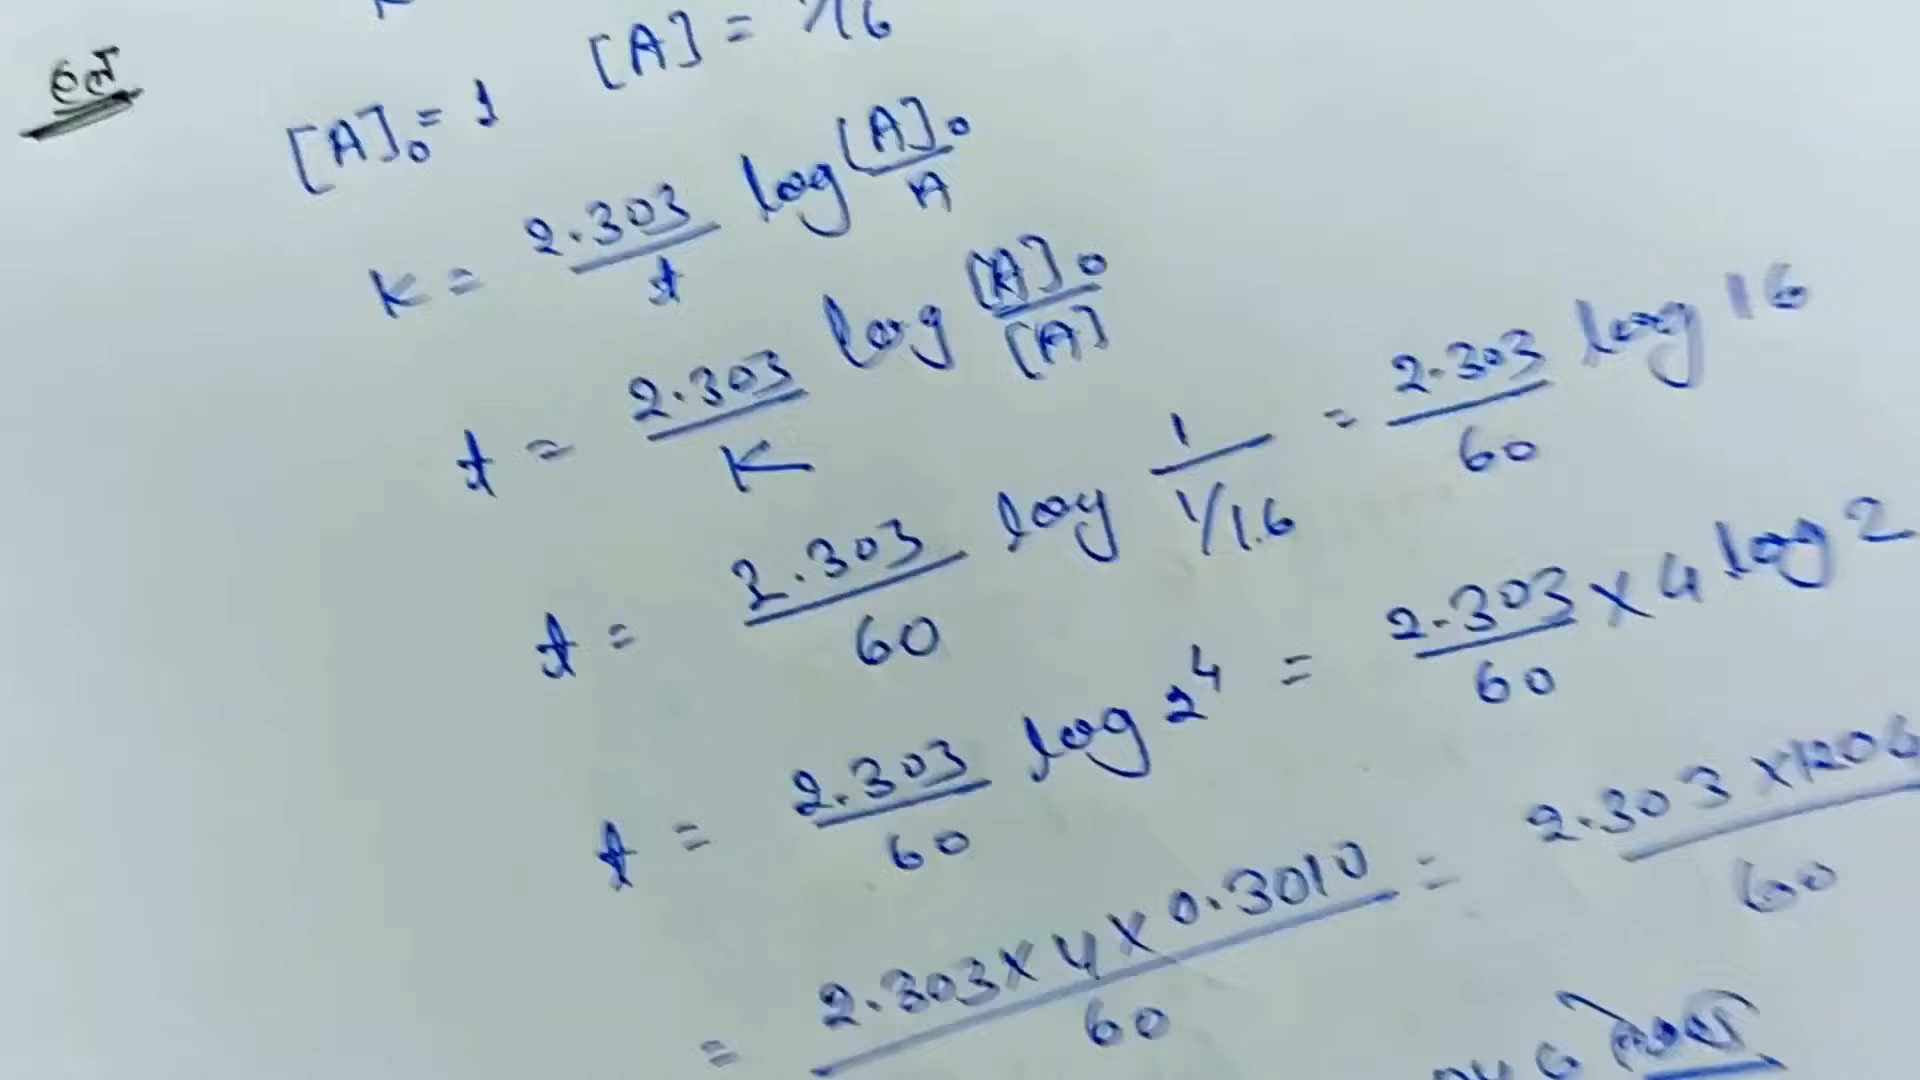 हल
[A] = 1/16
[A]₀ = 1
K = 2.303/t log [A]₀/A
t = 2.303/K log [A]₀/[A]
t = 2.303/60 log 1/1/16 = 2.303/60 log 16
t = 2.303/60 log 2⁴ = 2.303/60 × 4 log 2
= 2.303 × 4 × 0.3010/60 = 2.303 × 1204/60